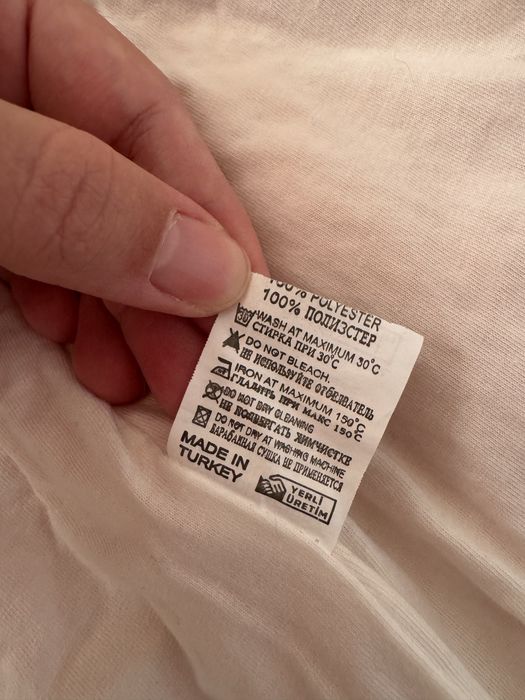 100% POLYESTER
100% ПОЛИЭСТЕР
30 WASH AT MAXIMUM 30°C
СТИРКА ПРИ 30°C
DO NOT BLEACH.
НЕ ИСПОЛЬЗУЙТЕ ОТБЕЛИВАТЕЛЬ
IRON AT MAXIMUM 150°C
ГЛАДИТЬ ПРИ МАКС 150°C
DO NOT DRY CLEANING
НЕ ПОДВЕРГАТЬ ХИМЧИСТКЕ
DO NOT DRY AT WASHING MACHINE
БАРАБАННАЯ СУШКА НЕ ПРИМЕНЯЕТСЯ
MADE IN
TURKEY
YERLİ
ÜRETİM